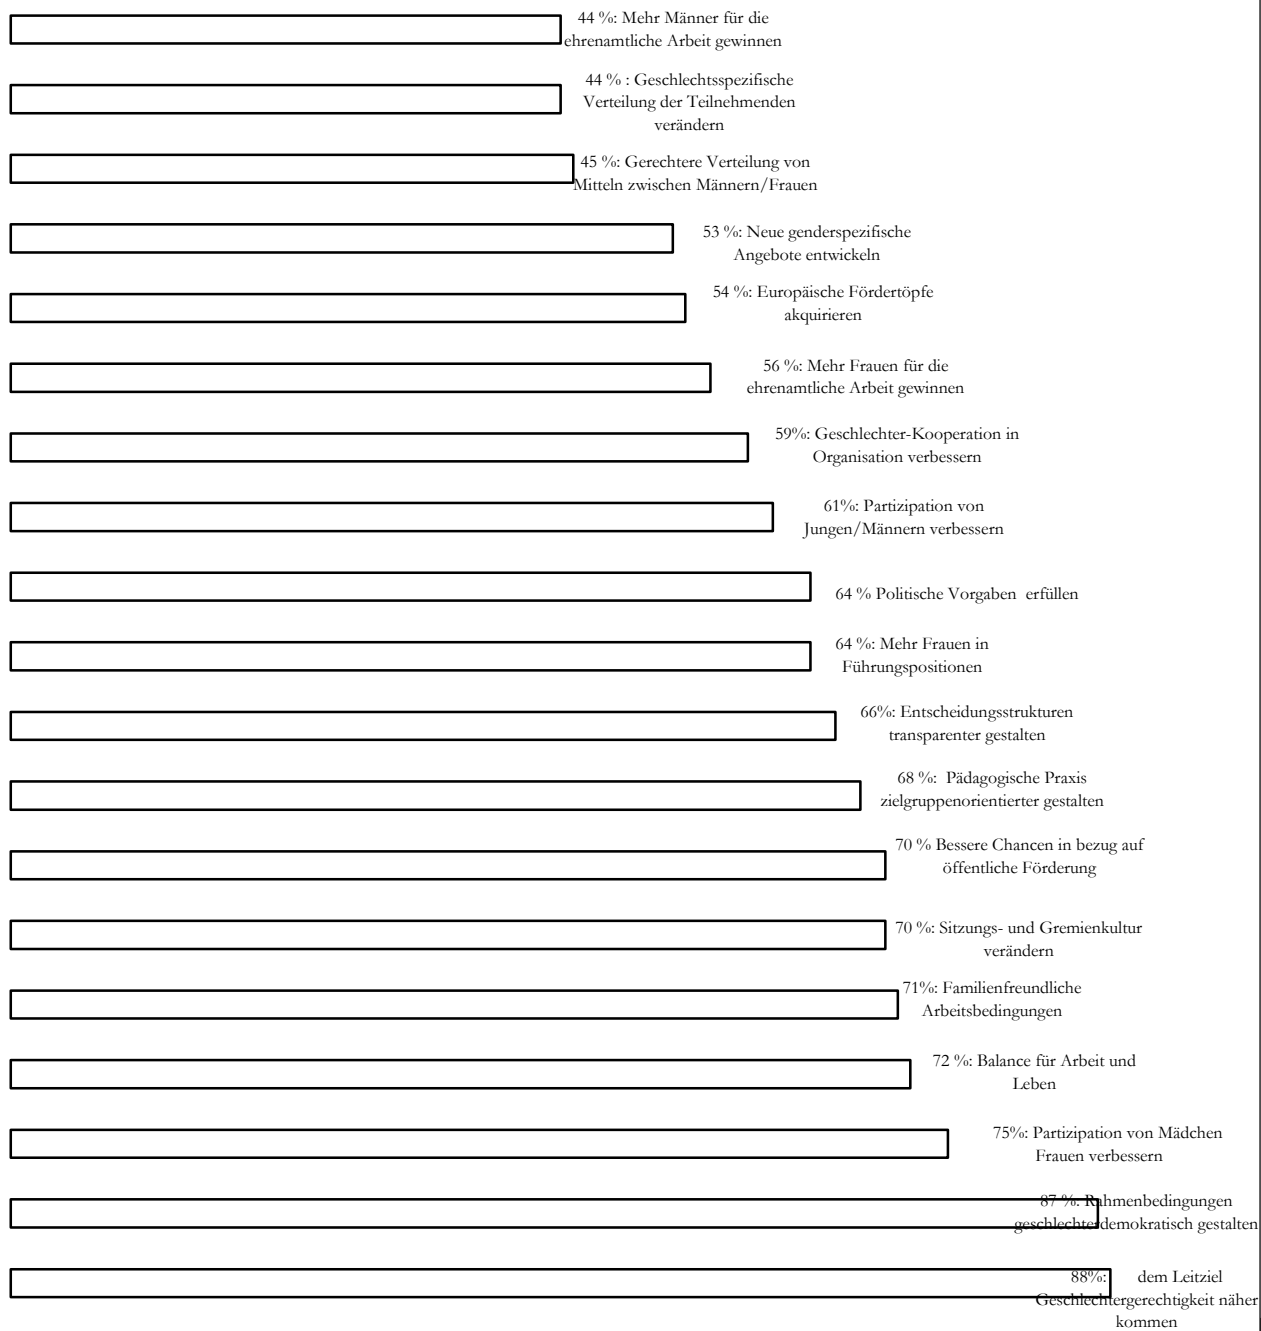 44 %: Mehr Männer für die
ehrenamtliche Arbeit gewinnen
44 % : Geschlechtsspezifische
Verteilung der Teilnehmenden
verändern
45 %: Gerechtere Verteilung von
Mitteln zwischen Männern/Frauen
53 %: Neue genderspezifische
Angebote entwickeln
54 %: Europäische Fördertöpfe
akquirieren
56 %: Mehr Frauen für die
ehrenamtliche Arbeit gewinnen
59%: Geschlechter-Kooperation in
Organisation verbessern
61%: Partizipation von
Jungen/Männern verbessern
64 % Politische Vorgaben erfüllen
64 %: Mehr Frauen in
Führungspositionen
66%: Entscheidungsstrukturen
transparenter gestalten
68 %: Pädagogische Praxis
zielgruppenorientierter gestalten
70 % Bessere Chancen in bezug auf
öffentliche Förderung
70 %: Sitzungs- und Gremienkultur
verändern
71%: Familienfreundliche
Arbeitsbedingungen
72 %: Balance für Arbeit und
Leben
75%: Partizipation von Mädchen
Frauen verbessern
87 %: Rahmenbedingungen
geschlechterdemokratisch gestalten
88%: dem Leitziel
Geschlechtergerechtigkeit näher
kommen